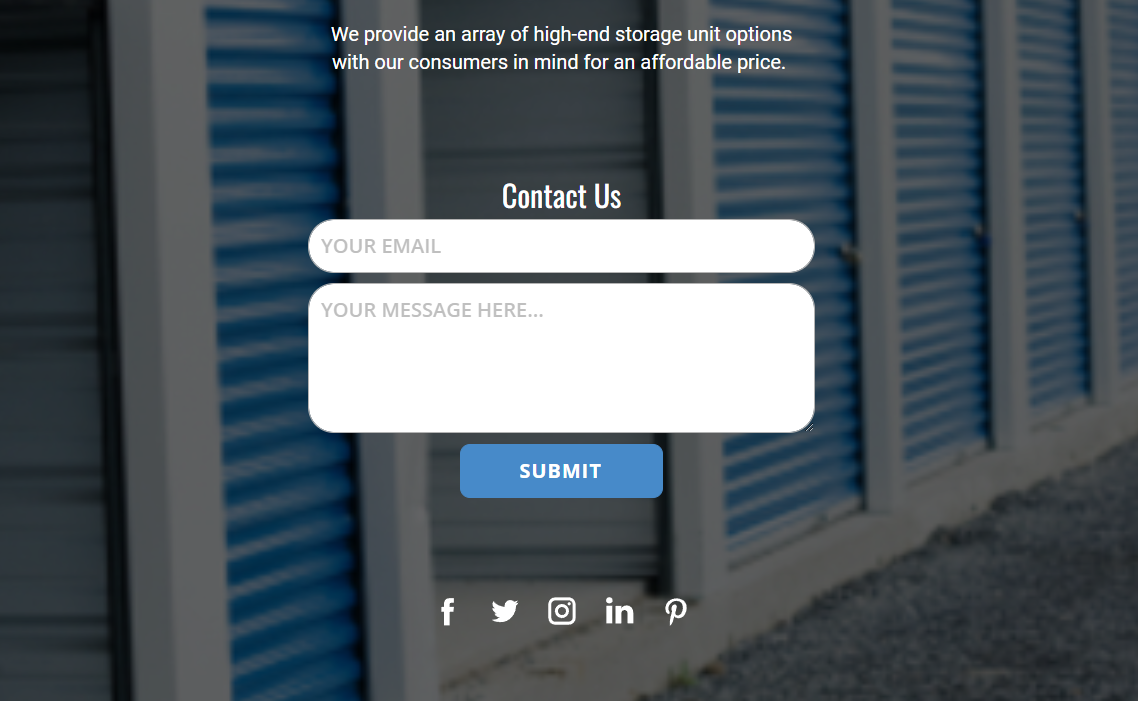 We provide an array of high-end storage unit options
with our consumers in mind for an affordable price.
Contact Us
YOUR EMAIL
YOUR MESSAGE HERE...
SUBMIT